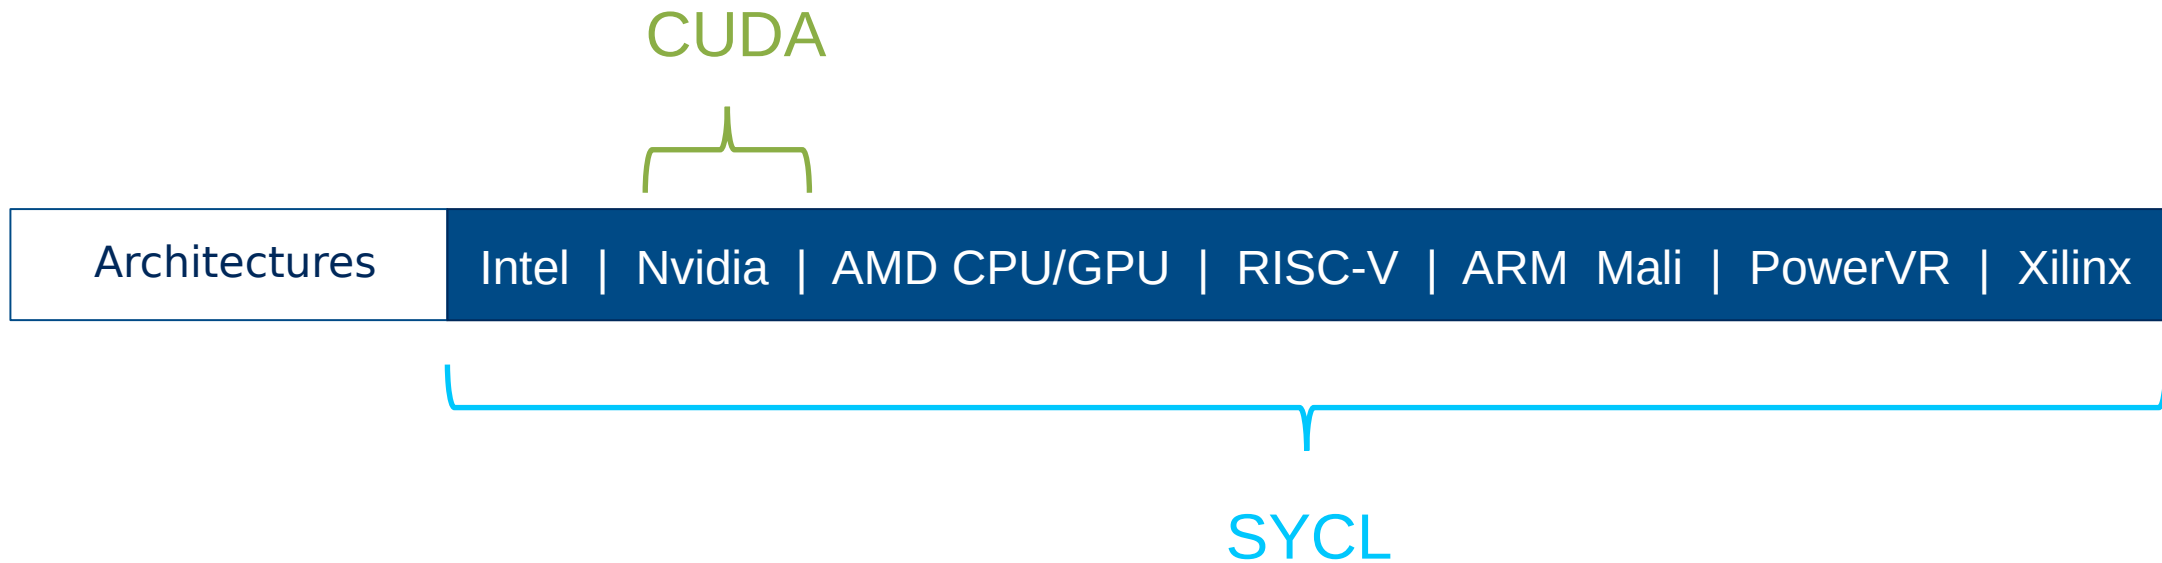 CUDA
Architectures
Intel | Nvidia | AMD CPU/GPU | RISC-V | ARM Mali | PowerVR | Xilinx
SYCL